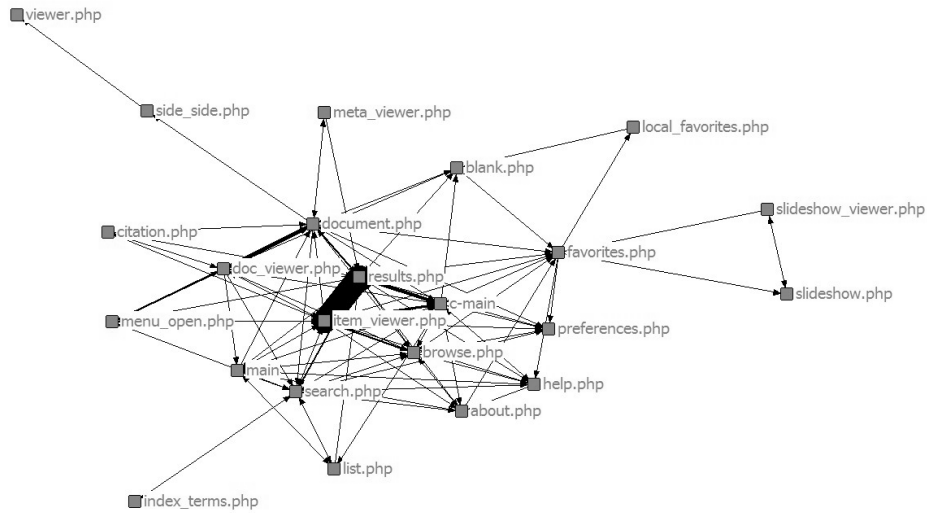 viewer.php
side_side.php
meta_viewer.php
local_favorites.php
blank.php
slideshow_viewer.php
document.php
citation.php
favorites.php
doc_viewer.php
results.php
slideshow.php
c-main
menu_open.php
item_viewer.php
preferences.php
browse.php
main
help.php
search.php
about.php
list.php
index_terms.php